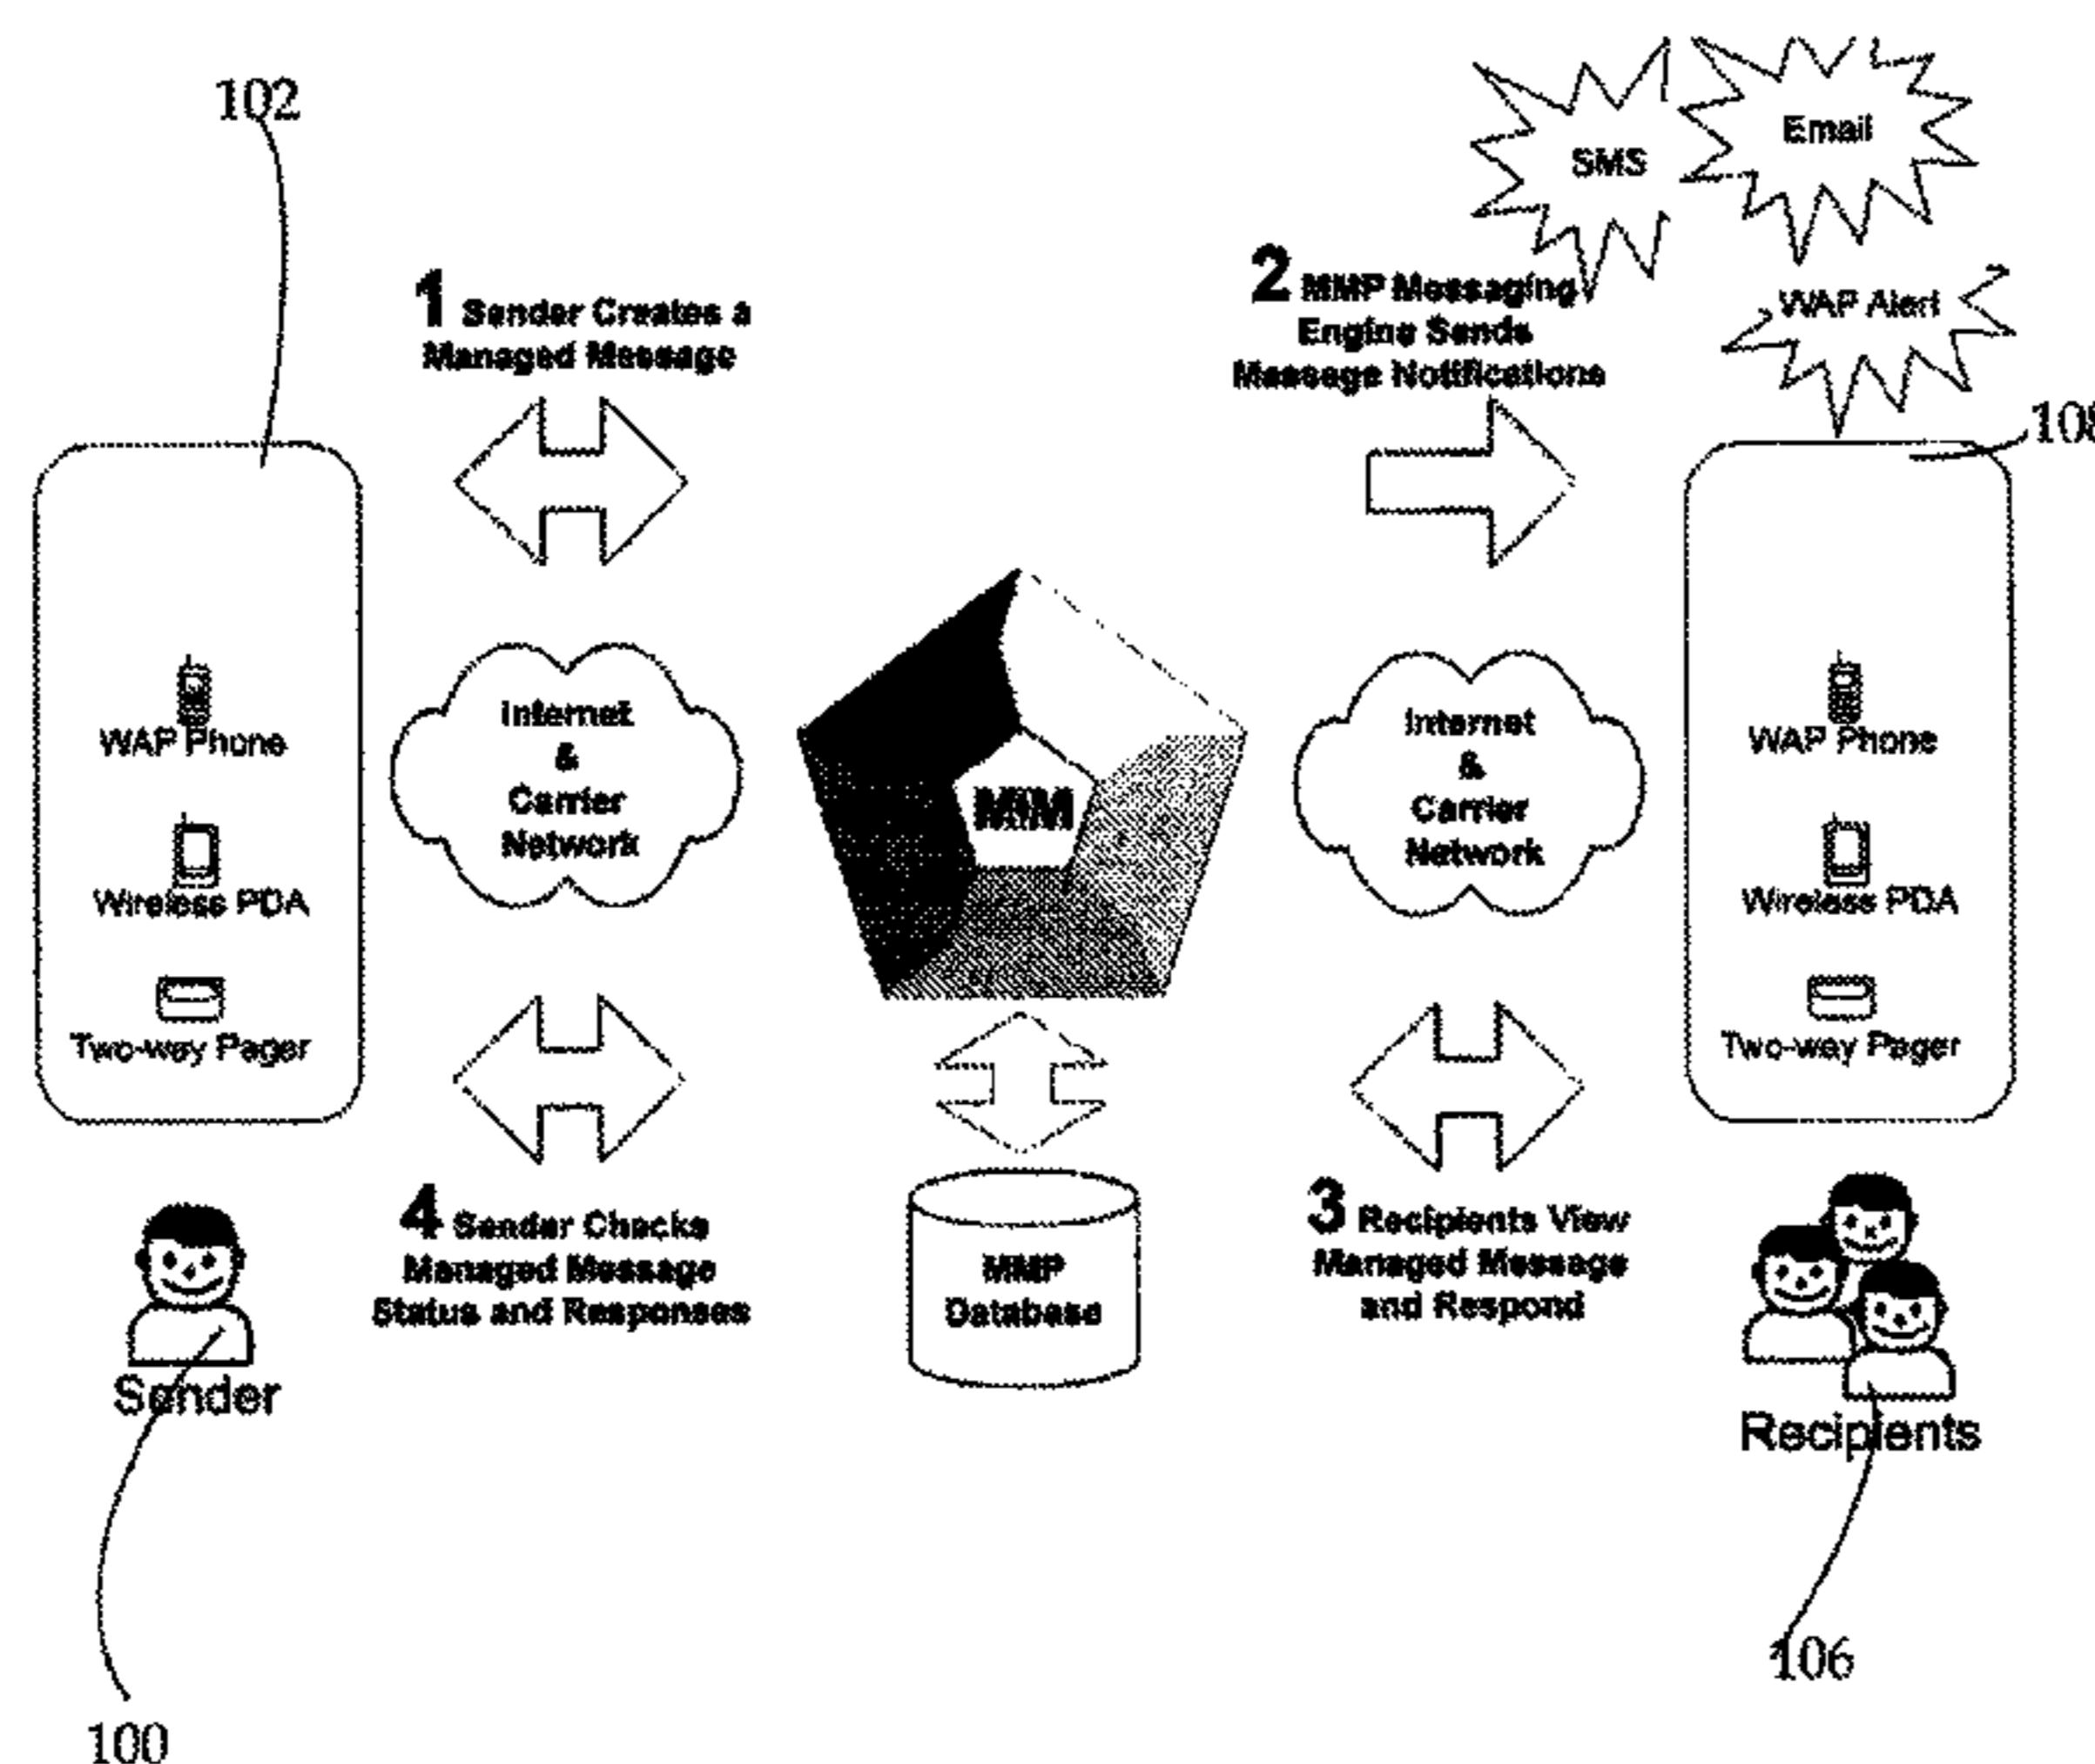 102
SMS
Email
1 Sender Creates a
Managed Message
2 MMP Messaging
Engine Sends
Message Notifications
WAP Alert
108
WAP Phone
Wireless PDA
Two-way Pager
Internet
&
Carrier
Network
Internet
&
Carrier
Network
WAP Phone
Wireless PDA
Two-way Pager
4 Sender Checks
Managed Message
Status and Responses
MMP
Database
3 Recipients View
Managed Message
and Respond
Sender
Recipients
106
100